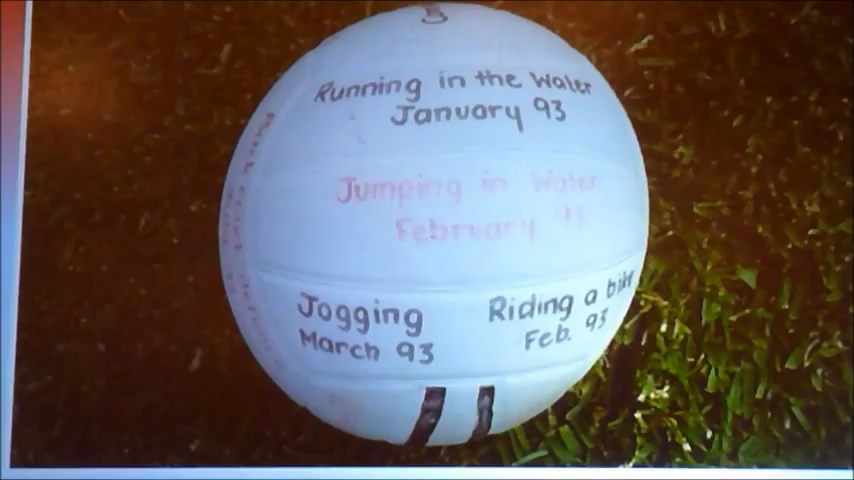 Running in the Water
January 93
Jumping in Water
February 93
Jogging
March 93
Riding a bike
Feb. 93